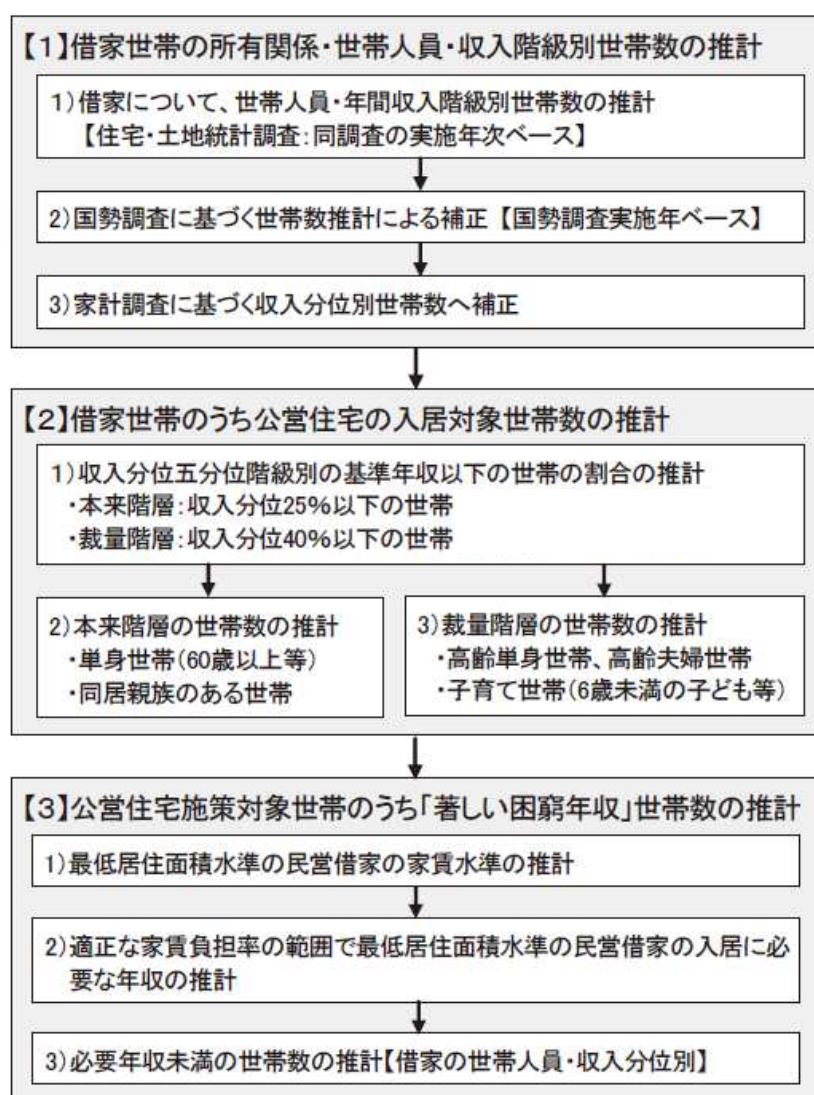 【1】借家世帯の所有関係・世帯人員・収入階級別世帯数の推計
1)借家について、世帯人員・年間収入階級別世帯数の推計
【住宅・土地統計調査:同調査の実施年次ベース】
2)国勢調査に基づく世帯数推計による補正【国勢調査実施年ベース】
3)家計調査に基づく収入分位別世帯数へ補正
【2】借家世帯のうち公営住宅の入居対象世帯数の推計
1)収入分位五分位階級別の基準年収以下の世帯の割合の推計
・本来階層:収入分位25%以下の世帯
・裁量階層:収入分位40%以下の世帯
2)本来階層の世帯数の推計
・単身世帯(60歳以上等)
・同居親族のある世帯
3)裁量階層の世帯数の推計
・高齢単身世帯、高齢夫婦世帯
・子育て世帯(6歳未満の子ども等)
【3】公営住宅施策対象世帯のうち「著しい困窮年収」世帯数の推計
1)最低居住面積水準の民営借家の家賃水準の推計
2)適正な家賃負担率の範囲で最低居住面積水準の民営借家の入居に必
要な年収の推計
3)必要年収未満の世帯数の推計【借家の世帯人員・収入分位別】